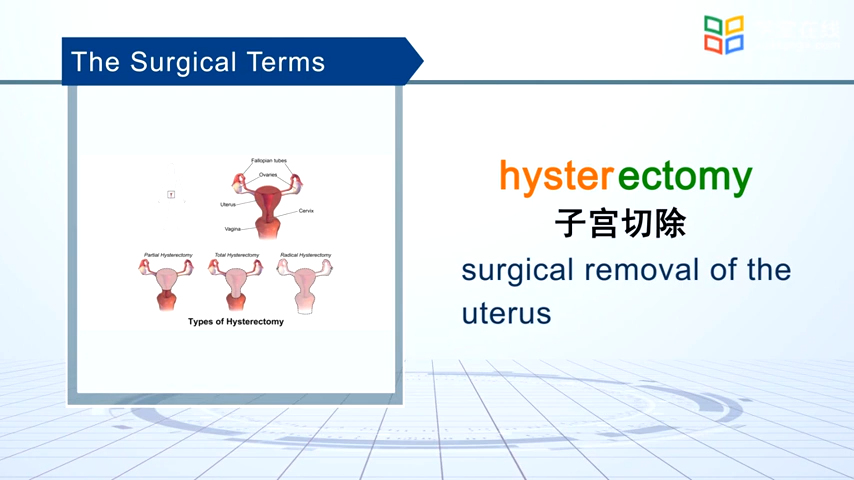 The Surgical Terms
Fallopian tubes
Ovaries
Uterus
Cervix
Vagina
Partial Hysterectomy
Total Hysterectomy
Radical Hysterectomy
Types of Hysterectomy
hysterectomy
子宫切除
surgical removal of the
uterus